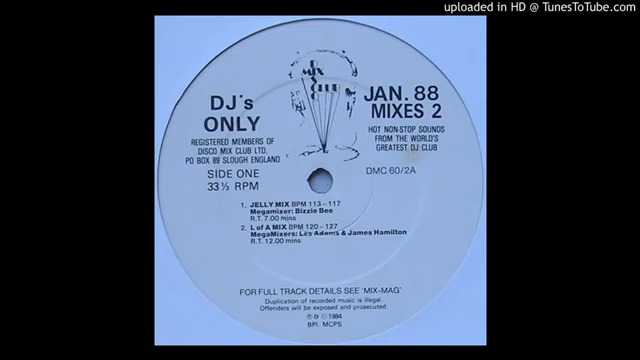 uploaded in HD @ TunesToTube.com
DJ's
ONLY
REGISTERED MEMBERS OF
DISCO MIX CLUB LTD.
PO BOX 89 SLOUGH ENGLAND
SIDE ONE
33⅓ RPM
DISCO
MIX
CLUB
JAN. 88
MIXES 2
HOT NON-STOP SOUNDS
FROM THE WORLD'S
GREATEST DJ CLUB
DMC 60/2A
1. JELLY MIX BPM 113 – 117
Megamixer: Bizzie Bee
R.T. 7.00 mins
2. L of A MIX BPM 120 – 127
MegaMixers: Les Adams & James Hamilton
R.T. 12.00 mins
FOR FULL TRACK DETAILS SEE 'MIX-MAG'
Duplication of recorded music is illegal.
Offenders will be exposed and prosecuted.
℗ & © 1984
BPI. MCPS